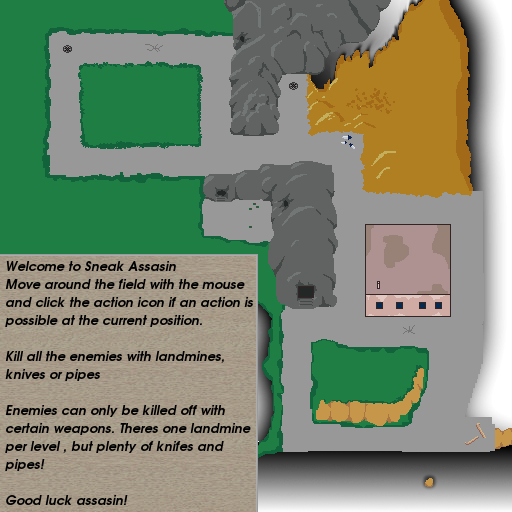 Welcome to Sneak Assasin
Move around the field with the mouse
and click the action icon if an action is
possible at the current position.
Kill all the enemies with landmines,
knives or pipes
Enemies can only be killed off with
certain weapons. Theres one landmine
per level , but plenty of knifes and
pipes!
Good luck assasin!